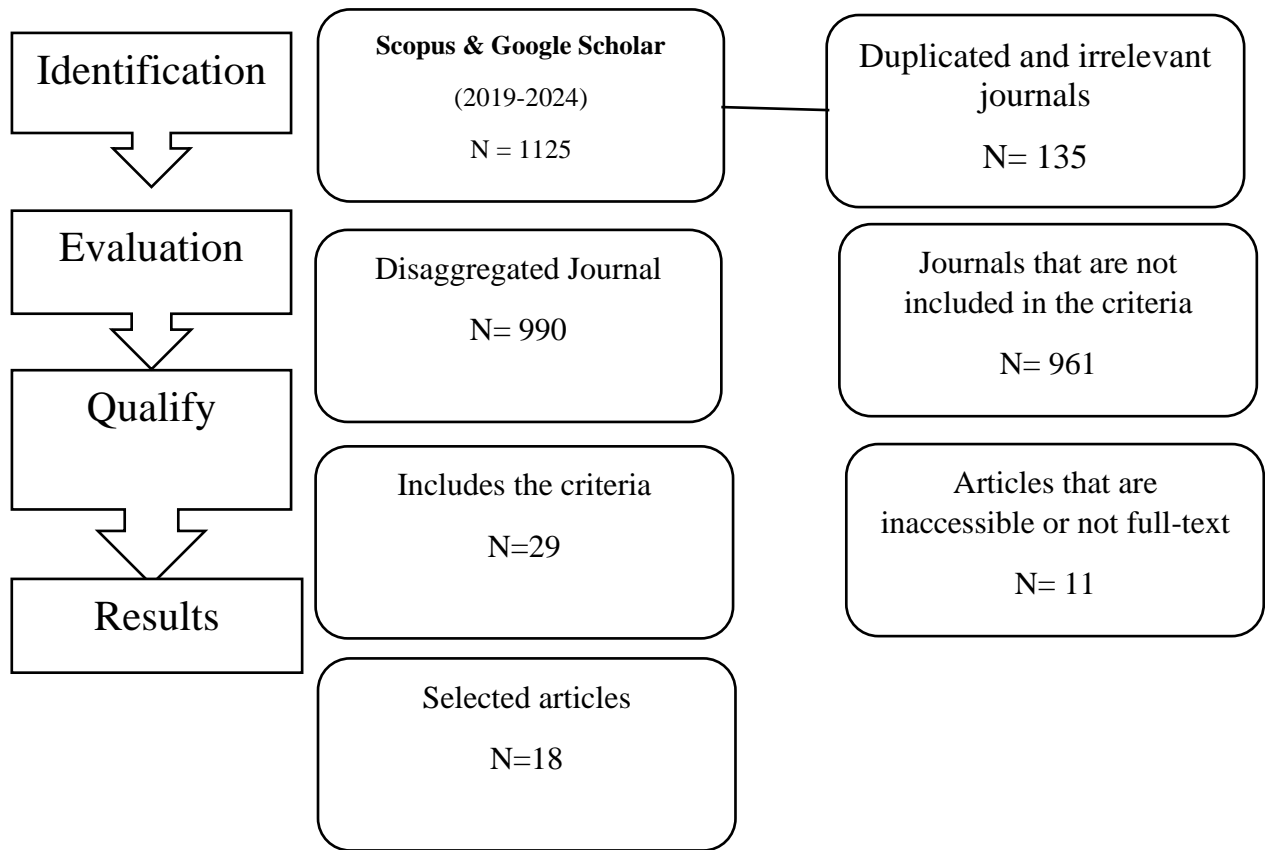 Identification
Scopus & Google Scholar
(2019-2024)
N = 1125
Duplicated and irrelevant
journals
N= 135
Evaluation
Disaggregated Journal
N= 990
Journals that are not
included in the criteria
N= 961
Qualify
Includes the criteria
N=29
Articles that are
inaccessible or not full-text
N= 11
Results
Selected articles
N=18